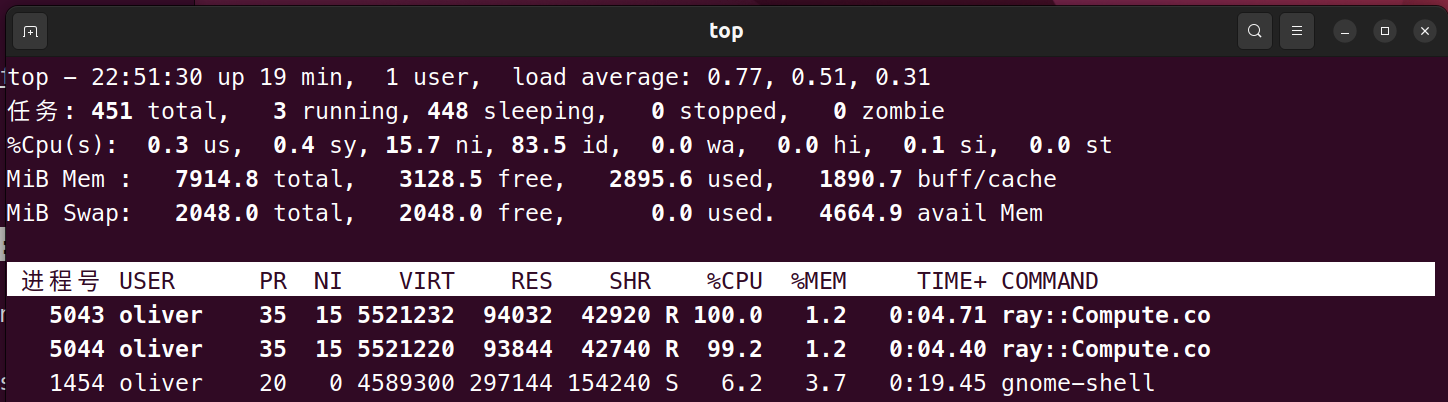 top
top - 22:51:30 up 19 min,  1 user,  load average: 0.77, 0.51, 0.31
任务: 451 total,   3 running, 448 sleeping,   0 stopped,   0 zombie
%Cpu(s):  0.3 us,  0.4 sy, 15.7 ni, 83.5 id,  0.0 wa,  0.0 hi,  0.1 si,  0.0 st
MiB Mem :   7914.8 total,   3128.5 free,   2895.6 used,   1890.7 buff/cache
MiB Swap:   2048.0 total,   2048.0 free,      0.0 used.   4664.9 avail Mem
进程号 USER      PR  NI    VIRT    RES    SHR    %CPU  %MEM     TIME+ COMMAND
5043 oliver    35  15 5521232  94032  42920 R 100.0   1.2   0:04.71 ray::Compute.co
5044 oliver    35  15 5521220  93844  42740 R  99.2   1.2   0:04.40 ray::Compute.co
1454 oliver    20   0 4589300 297144 154240 S   6.2   3.7   0:19.45 gnome-shell